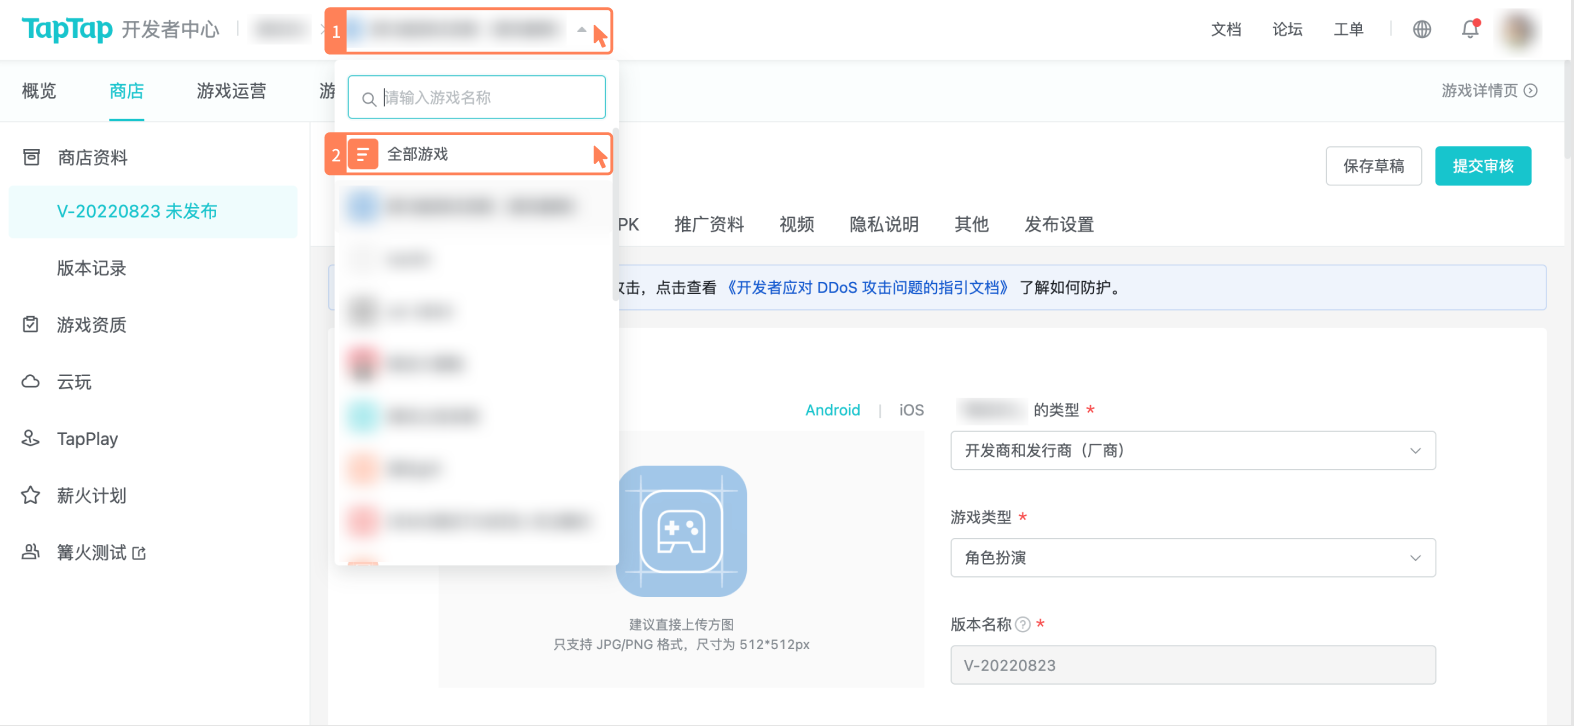 TapTap 开发者中心
1
文档 论坛 工单
概览 商店 游戏运营 游
游戏详情页
请输入游戏名称
2 全部游戏
商店资料
V-20220823 未发布
版本记录
游戏资质
云玩
TapPlay
薪火计划
篝火测试
保存草稿 提交审核
PK 推广资料 视频 隐私说明 其他 发布设置
攻击，点击查看 《开发者应对 DDoS 攻击问题的指引文档》 了解如何防护。
Android | iOS
的类型 *
开发商和发行商（厂商）
游戏类型 *
角色扮演
建议直接上传方图
只支持 JPG/PNG 格式，尺寸为 512*512px
版本名称 ? *
V-20220823